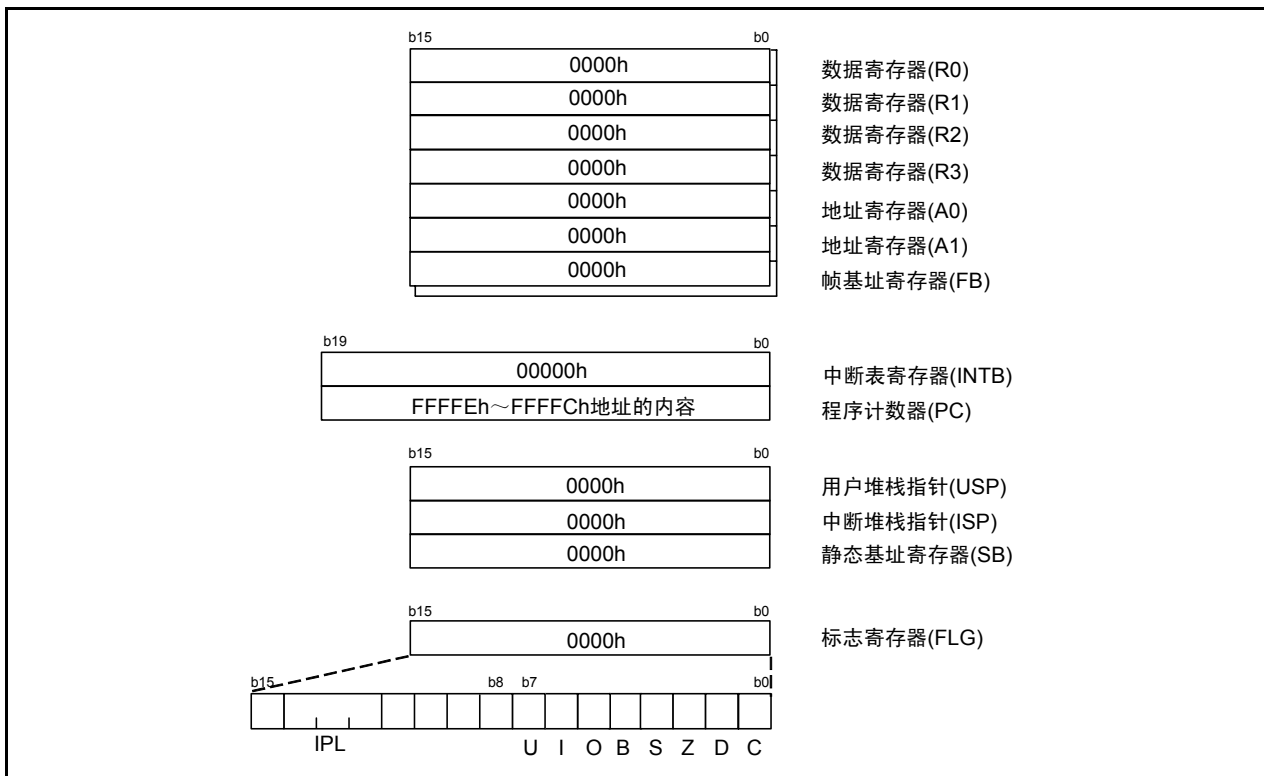 b15 b0
0000h 数据寄存器(R0)
0000h 数据寄存器(R1)
0000h 数据寄存器(R2)
0000h 数据寄存器(R3)
0000h 地址寄存器(A0)
0000h 地址寄存器(A1)
0000h 帧基址寄存器(FB)
b19 b0
00000h 中断表寄存器(INTB)
FFFFEh～FFFFCh地址的内容 程序计数器(PC)
b15 b0
0000h 用户堆栈指针(USP)
0000h 中断堆栈指针(ISP)
0000h 静态基址寄存器(SB)
b15 b0
0000h 标志寄存器(FLG)
b15 b8 b7 b0
IPL U I O B S Z D C